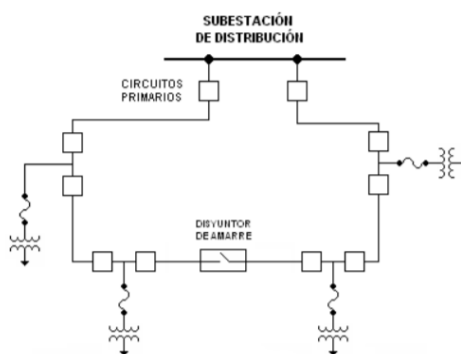 SUBESTACIÓN
DE DISTRIBUCIÓN
CIRCUITOS
PRIMARIOS
DISYUNTOR
DE AMARRE